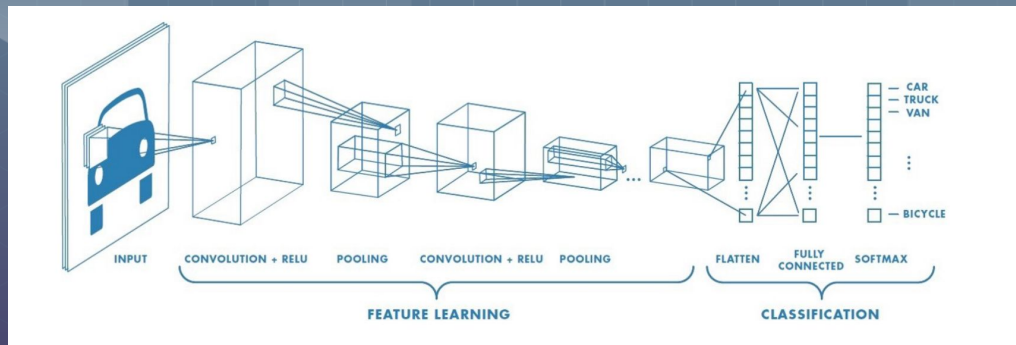 CAR
TRUCK
VAN
BICYCLE
INPUT
CONVOLUTION + RELU
POOLING
CONVOLUTION + RELU
POOLING
FLATTEN
FULLY
CONNECTED
SOFTMAX
FEATURE LEARNING
CLASSIFICATION